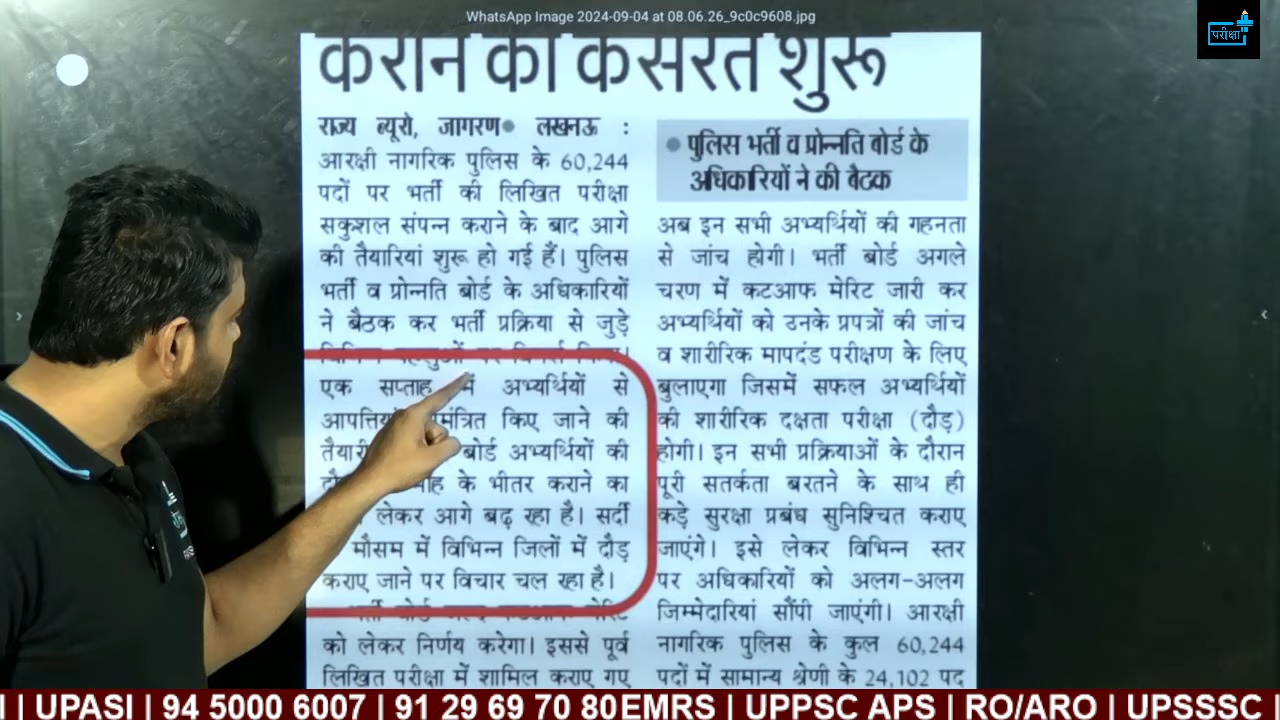 WhatsApp Image 2024-09-04 at 08.06.26_9c0c9608.jpg
परीक्षा
कराने की कसरत शुरू
राज्य ब्यूरो, जागरण● लखनऊ :
आरक्षी नागरिक पुलिस के 60,244
पदों पर भर्ती की लिखित परीक्षा
सकुशल संपन्न कराने के बाद आगे
की तैयारियां शुरू हो गई हैं। पुलिस
भर्ती व प्रोन्नति बोर्ड के अधिकारियों
ने बैठक कर भर्ती प्रक्रिया से जुड़े
एक सप्ताह में अभ्यर्थियों से
किए जाने की
बोर्ड अभ्यर्थियों की
के भीतर कराने का
लेकर आगे बढ़ रहा है। सर्दी
मौसम में विभिन्न जिलों में दौड़
कराए जाने पर विचार चल रहा है।
को लेकर निर्णय करेगा। इससे पूर्व
लिखित परीक्षा में शामिल कराए गए
● पुलिस भर्ती व प्रोन्नति बोर्ड के
अधिकारियों ने की बैठक
अब इन सभी अभ्यर्थियों की गहनता
से जांच होगी। भर्ती बोर्ड अगले
चरण में कटआफ मेरिट जारी कर
अभ्यर्थियों को उनके प्रपत्रों की जांच
व शारीरिक मापदंड परीक्षण के लिए
बुलाएगा जिसमें सफल अभ्यर्थियों
की शारीरिक दक्षता परीक्षा (दौड़)
होगी। इन सभी प्रक्रियाओं के दौरान
पूरी सतर्कता बरतने के साथ ही
कड़े सुरक्षा प्रबंध सुनिश्चित कराए
जाएंगे। इसे लेकर विभिन्न स्तर
पर अधिकारियों को अलग-अलग
जिम्मेदारियां सौंपी जाएंगी। आरक्षी
नागरिक पुलिस के कुल 60,244
पदों में सामान्य श्रेणी के 24,102 पद
| UPASI | 94 5000 6007 | 91 29 69 70 80EMRS | UPPSC APS | RO/ARO | UPSSSC